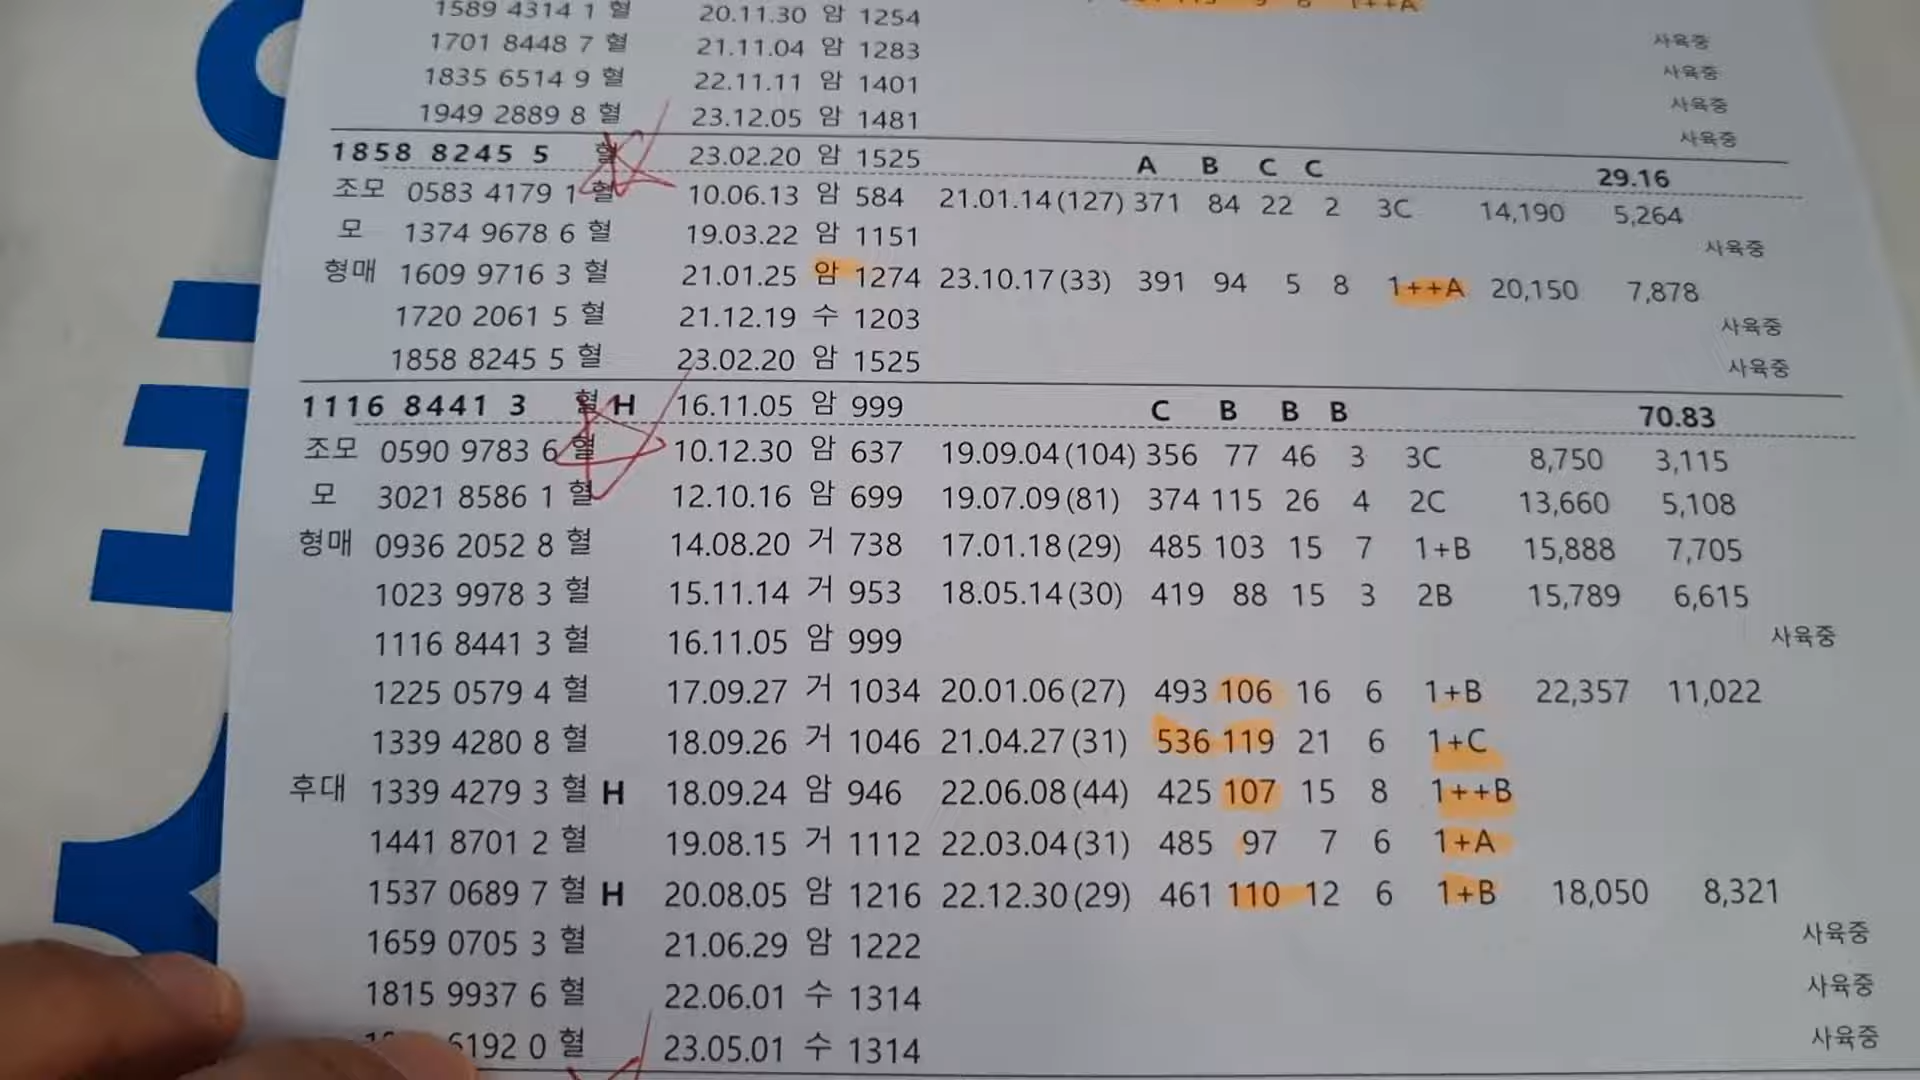 1589 4314 1 혈 20.11.30 암 1254 1++A
1701 8448 7 혈 21.11.04 암 1283 사육중
1835 6514 9 혈 22.11.11 암 1401 사육중
1949 2889 8 혈 23.12.05 암 1481 사육중
사육중
1858 8245 5 혈 23.02.20 암 1525 A B C C 29.16
조모 0583 4179 1 혈 10.06.13 암 584 21.01.14(127) 371 84 22 2 3C 14,190 5,264
모 1374 9678 6 혈 19.03.22 암 1151 사육중
형매 1609 9716 3 혈 21.01.25 암 1274 23.10.17(33) 391 94 5 8 1++A 20,150 7,878
1720 2061 5 혈 21.12.19 수 1203 사육중
1858 8245 5 혈 23.02.20 암 1525 사육중
1116 8441 3 혈 H 16.11.05 암 999 C B B B 70.83
조모 0590 9783 6 혈 10.12.30 암 637 19.09.04(104) 356 77 46 3 3C 8,750 3,115
모 3021 8586 1 혈 12.10.16 암 699 19.07.09(81) 374 115 26 4 2C 13,660 5,108
형매 0936 2052 8 혈 14.08.20 거 738 17.01.18(29) 485 103 15 7 1+B 15,888 7,705
1023 9978 3 혈 15.11.14 거 953 18.05.14(30) 419 88 15 3 2B 15,789 6,615
1116 8441 3 혈 16.11.05 암 999 사육중
1225 0579 4 혈 17.09.27 거 1034 20.01.06(27) 493 106 16 6 1+B 22,357 11,022
1339 4280 8 혈 18.09.26 거 1046 21.04.27(31) 536 119 21 6 1+C
후대 1339 4279 3 혈 H 18.09.24 암 946 22.06.08(44) 425 107 15 8 1++B
1441 8701 2 혈 19.08.15 거 1112 22.03.04(31) 485 97 7 6 1+A
1537 0689 7 혈 H 20.08.05 암 1216 22.12.30(29) 461 110 12 6 1+B 18,050 8,321
1659 0705 3 혈 21.06.29 암 1222 사육중
1815 9937 6 혈 22.06.01 수 1314 사육중
6192 0 혈 23.05.01 수 1314 사육중